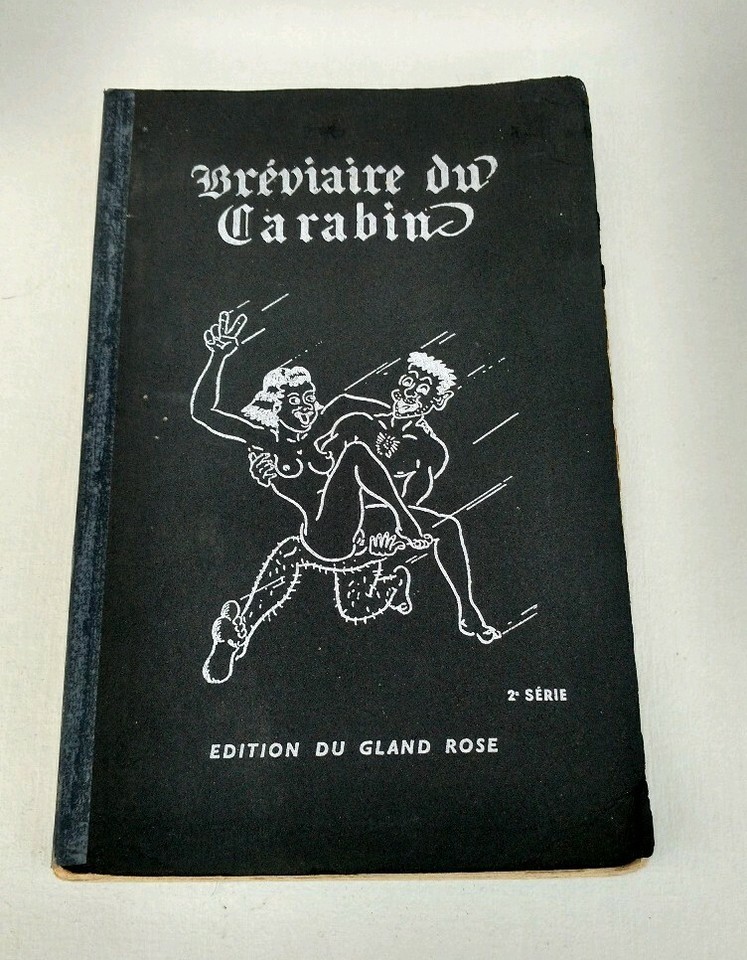 Bréviaire du
Carabin
2e SÉRIE
EDITION DU GLAND ROSE